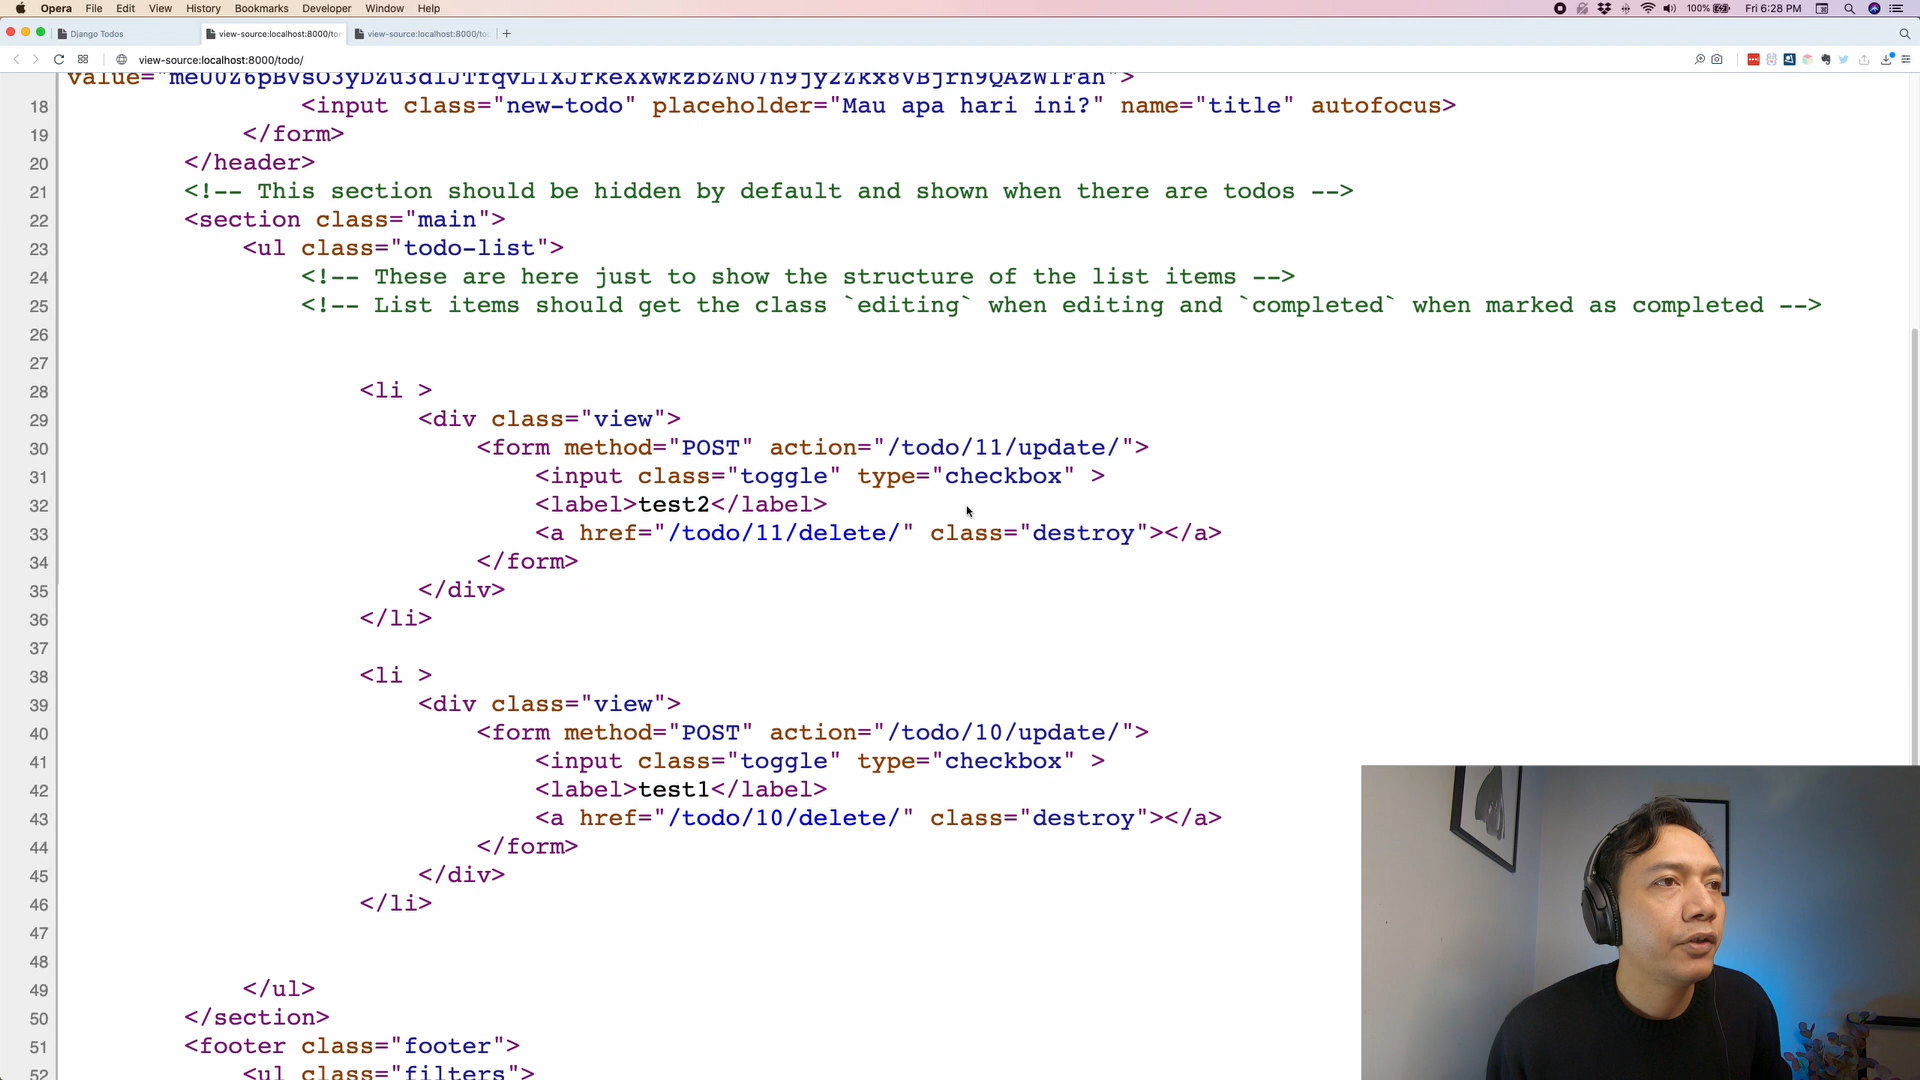 Opera File Edit View History Bookmarks Developer Window Help 100% Fri 6:28 PM
Django Todos view-source:localhost:8000/to view-source:localhost:8000/to
view-source:localhost:8000/todo/
18 <input class="new-todo" placeholder="Mau apa hari ini?" name="title" autofocus>
19 </form>
20 </header>
21 <!-- This section should be hidden by default and shown when there are todos -->
22 <section class="main">
23 <ul class="todo-list">
24 <!-- These are here just to show the structure of the list items -->
25 <!-- List items should get the class `editing` when editing and `completed` when marked as completed -->
26
27
28 <li >
29 <div class="view">
30 <form method="POST" action="/todo/11/update/">
31 <input class="toggle" type="checkbox" >
32 <label>test2</label>
33 <a href="/todo/11/delete/" class="destroy"></a>
34 </form>
35 </div>
36 </li>
37
38 <li >
39 <div class="view">
40 <form method="POST" action="/todo/10/update/">
41 <input class="toggle" type="checkbox" >
42 <label>test1</label>
43 <a href="/todo/10/delete/" class="destroy"></a>
44 </form>
45 </div>
46 </li>
47
48
49 </ul>
50 </section>
51 <footer class="footer">
52 <ul class="filters">